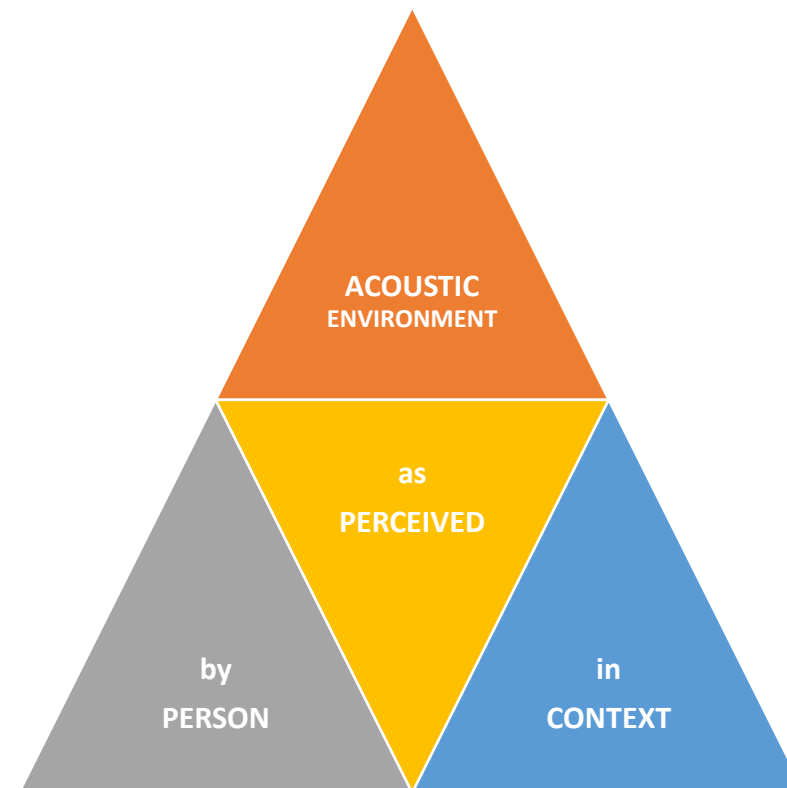 ACOUSTIC
ENVIRONMENT
as
PERCEIVED
by
PERSON
in
CONTEXT